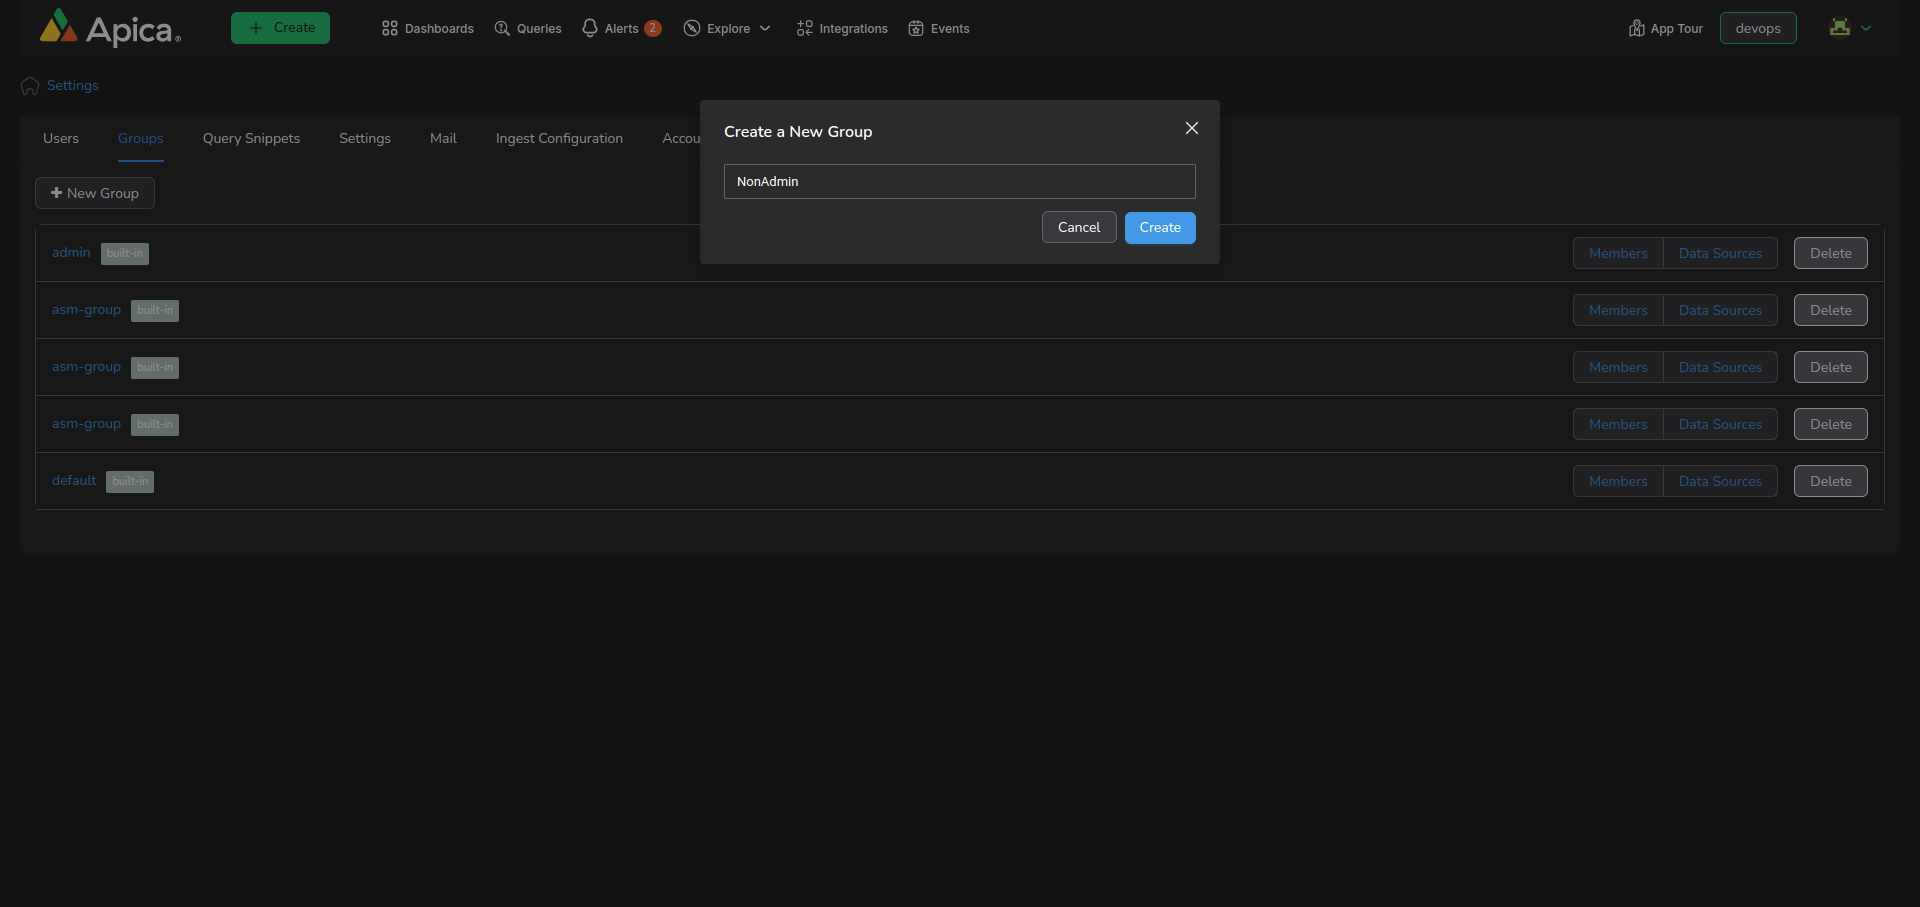 Apica®
+ Create
Dashboards
Queries
Alerts 2
Explore
Integrations
Events
App Tour
devops
Settings
Users
Groups
Query Snippets
Settings
Mail
Ingest Configuration
Accou
Create a New Group
NonAdmin
Cancel
Create
+ New Group
admin built-in Members Data Sources Delete
asm-group built-in Members Data Sources Delete
asm-group built-in Members Data Sources Delete
asm-group built-in Members Data Sources Delete
default built-in Members Data Sources Delete